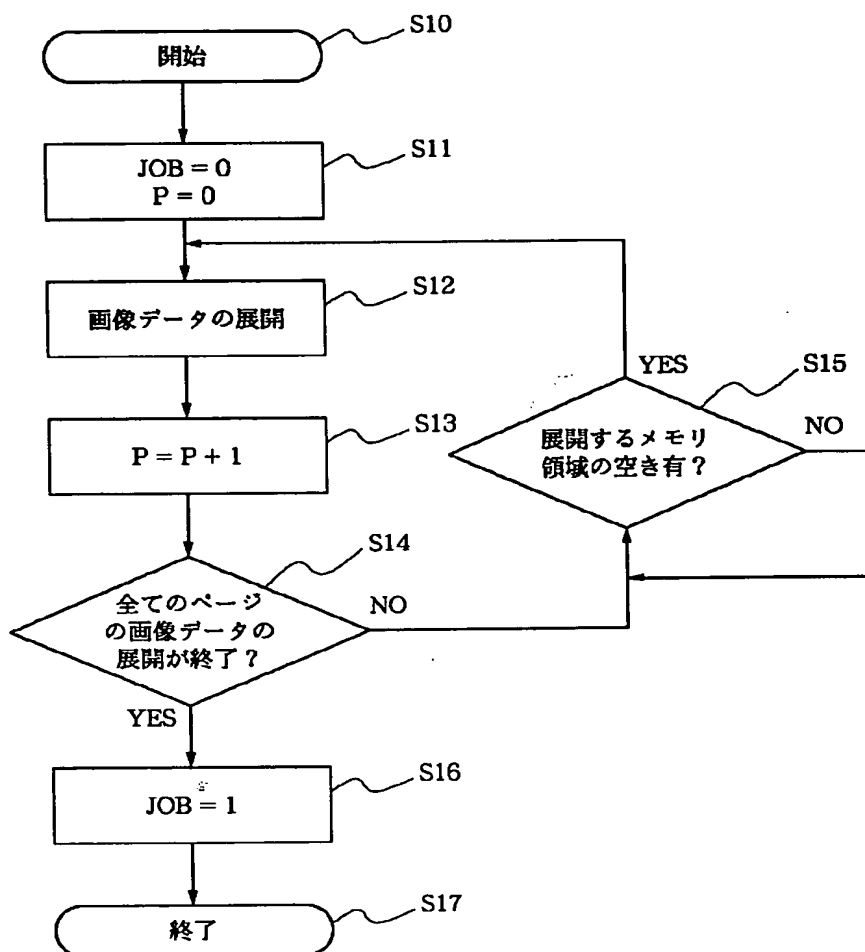 S10
開始
S11
JOB = 0
P = 0
S12
画像データの展開
S13
P = P + 1
S14
全てのページ
の画像データの
展開が終了？
NO
YES
S15
展開するメモリ
領域の空き有？
YES
NO
S16
JOB = 1
S17
終了